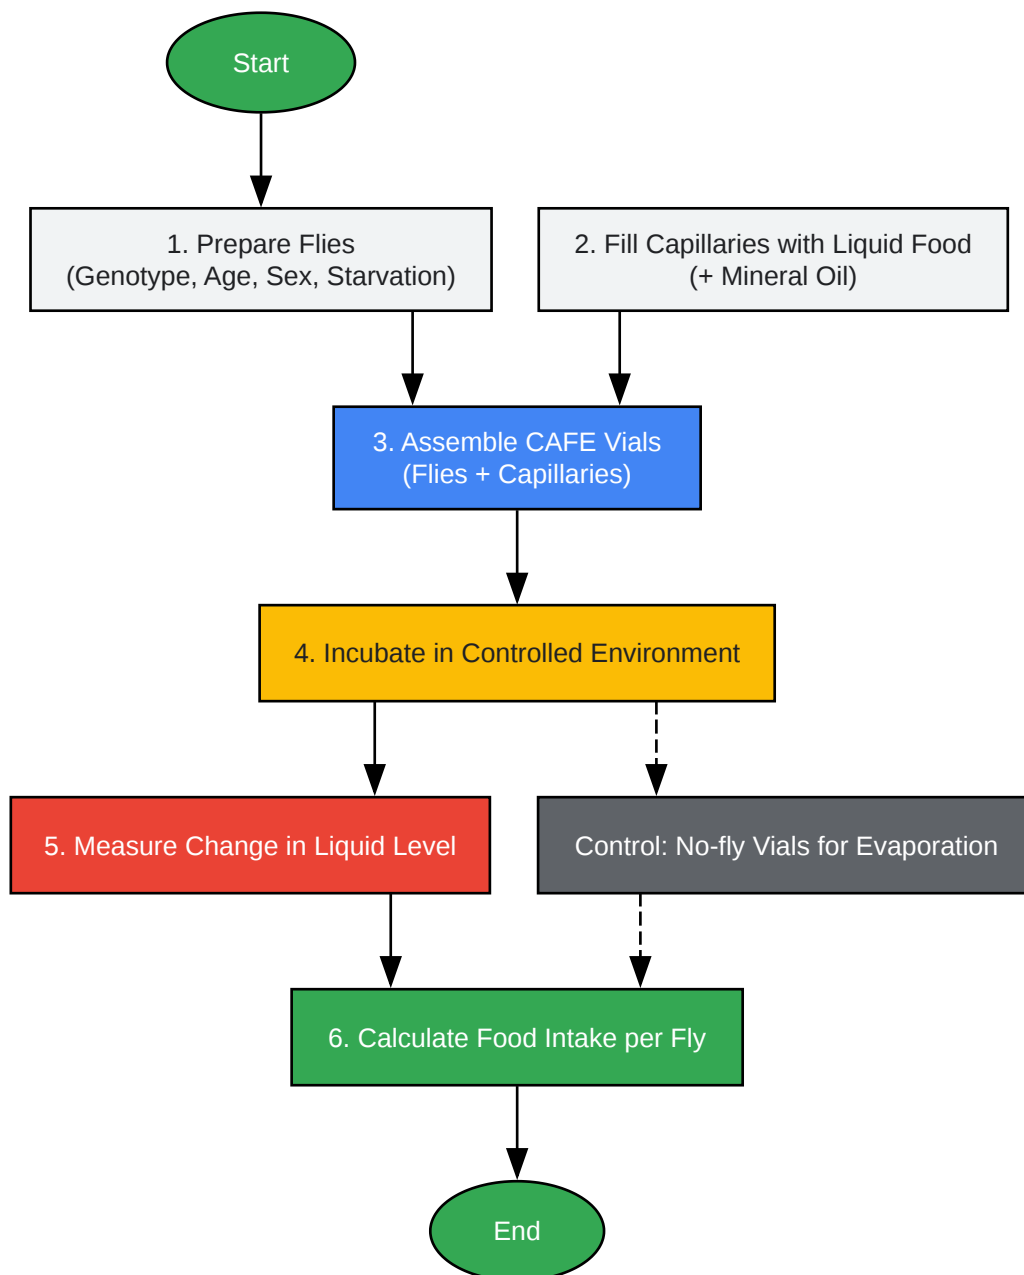 Start
1. Prepare Flies
(Genotype, Age, Sex, Starvation)
2. Fill Capillaries with Liquid Food
(+ Mineral Oil)
3. Assemble CAFE Vials
(Flies + Capillaries)
4. Incubate in Controlled Environment
5. Measure Change in Liquid Level
Control: No-fly Vials for Evaporation
6. Calculate Food Intake per Fly
End